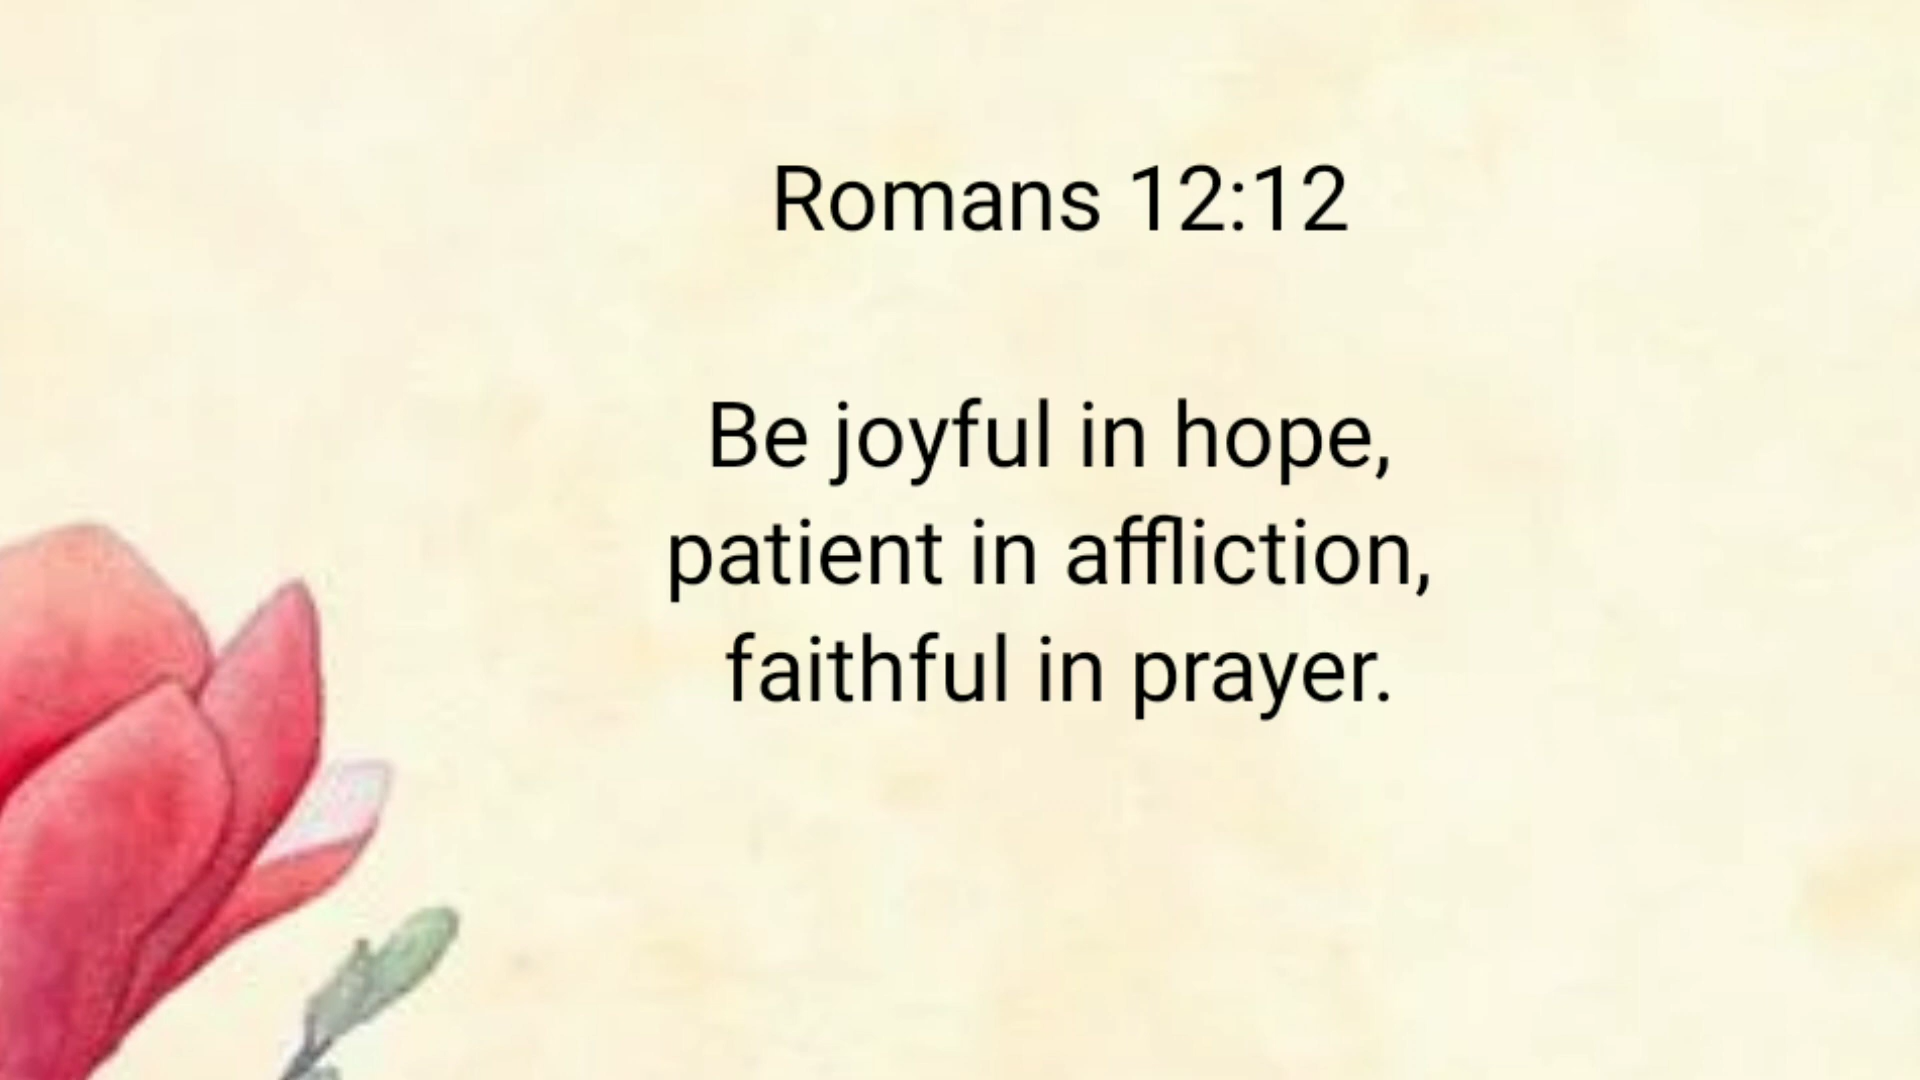 Romans 12:12
Be joyful in hope,
patient in affliction,
faithful in prayer.